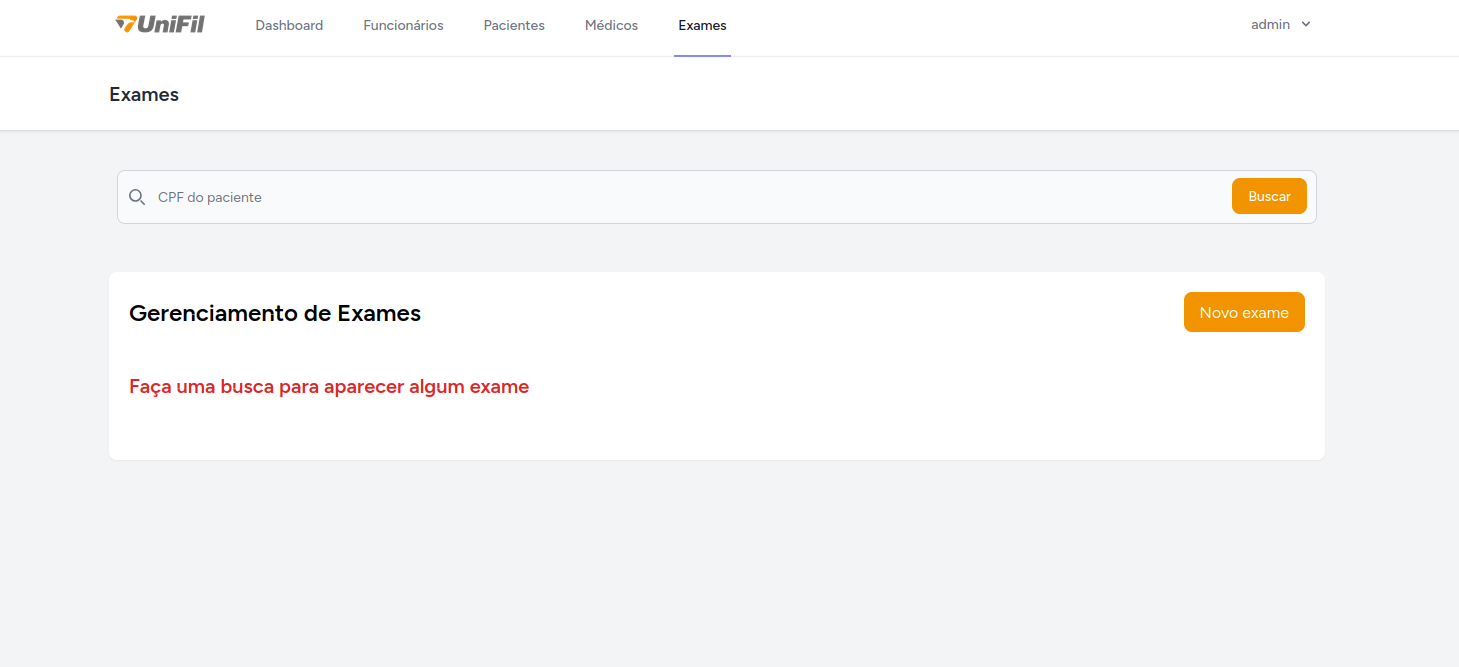 UniFil Dashboard Funcionários Pacientes Médicos Exames admin
Exames
CPF do paciente Buscar
Gerenciamento de Exames Novo exame
Faça uma busca para aparecer algum exame